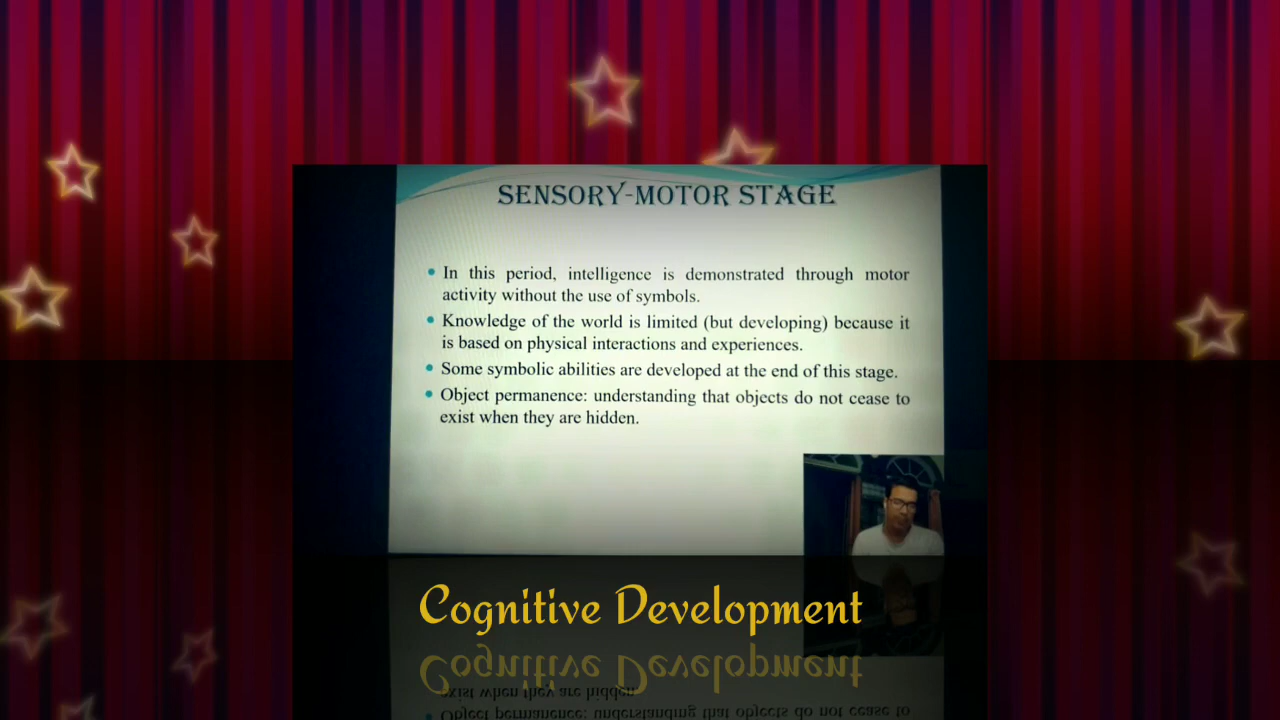 SENSORY-MOTOR STAGE
In this period, intelligence is demonstrated through motor
activity without the use of symbols.
Knowledge of the world is limited (but developing) because it
is based on physical interactions and experiences.
Some symbolic abilities are developed at the end of this stage.
Object permanence: understanding that objects do not cease to
exist when they are hidden.
Cognitive Development